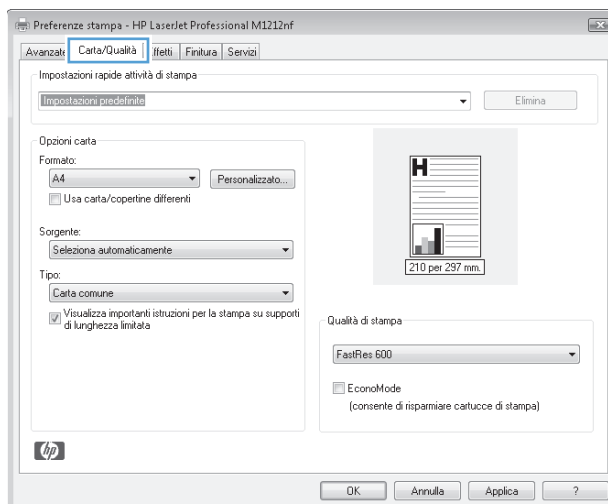 Preferenze stampa - HP LaserJet Professional M1212nf
Carta/Qualità
Finitura
Servizi
Impostazioni rapide attività di stampa
Impostazioni predefinite
Elimina
Opzioni carta
Formato:
A4
Personalizzato...
Usa carta/copertine differenti
H
210 per 297 mm.
Sorgente:
Seleziona automaticamente
Tipo:
Carta comune
Visualizza importanti istruzioni per la stampa su supporti
di lunghezza limitata
Qualità di stampa
FastRes 600
EconoMode
(consente di risparmiare cartucce di stampa)
hp
OK
Annulla
Applica
?